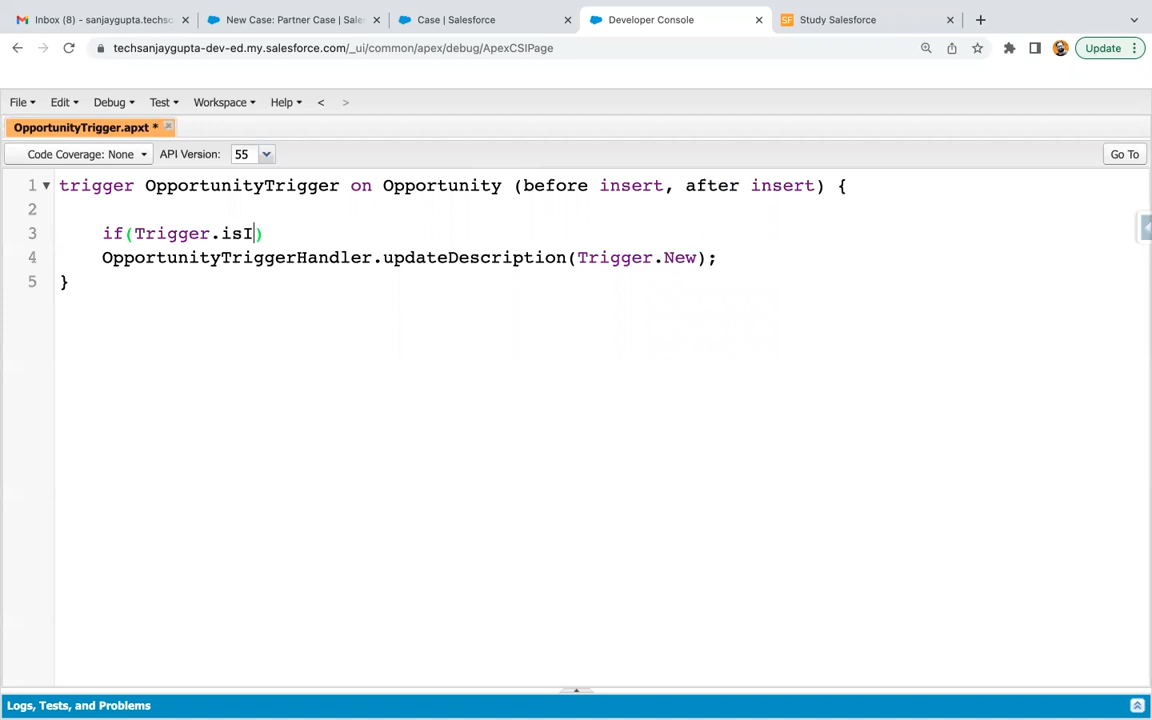 Inbox (8) - sanjaygupta.techsc
New Case: Partner Case | Sales
Case | Salesforce
Developer Console
Study Salesforce
techsanjaygupta-dev-ed.my.salesforce.com/_ui/common/apex/debug/ApexCSIPage
Update
File Edit Debug Test Workspace Help < >
OpportunityTrigger.apxt *
Code Coverage: None API Version: 55 Go To
1 trigger OpportunityTrigger on Opportunity (before insert, after insert) {
2
3 if(Trigger.isI)
4 OpportunityTriggerHandler.updateDescription(Trigger.New);
5 }
Logs, Tests, and Problems